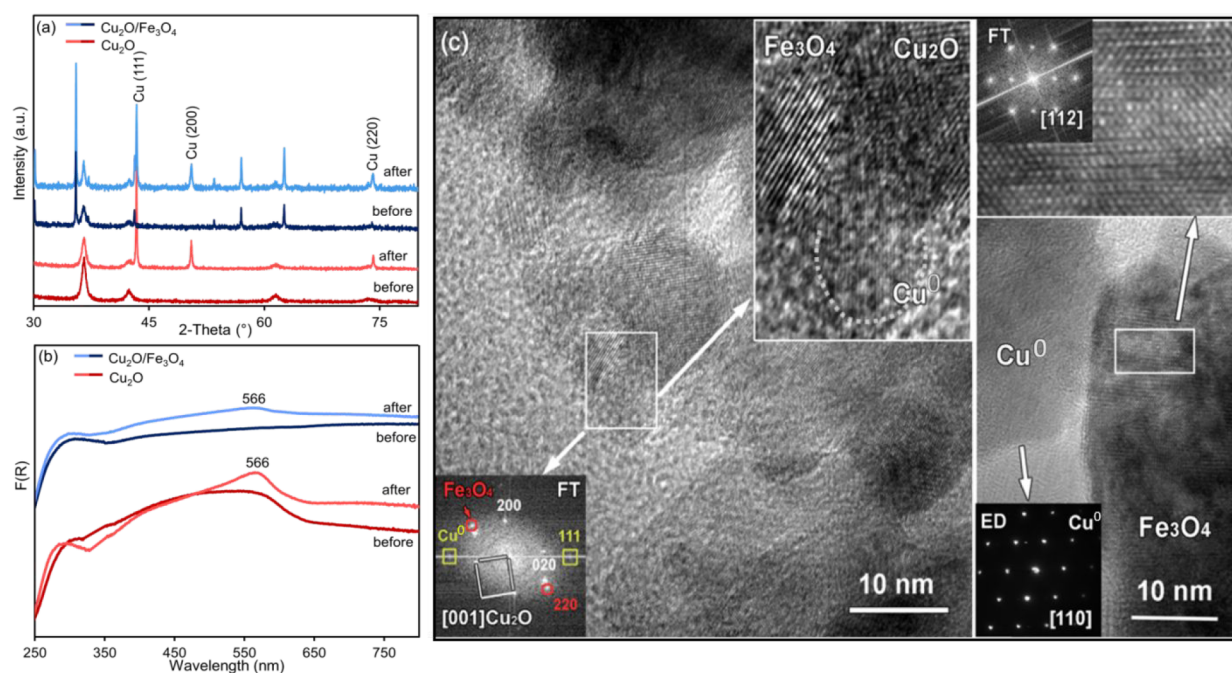 (a)
Cu₂O/Fe₃O₄
Cu₂O
Cu (111)
Cu (200)
Cu (220)
after
before
after
before
Intensity (a.u.)
30 45 60 75
2-Theta (°)
(b)
Cu₂O/Fe₃O₄
Cu₂O
566
after
before
566
after
before
F(R)
250 350 450 550 650 750
Wavelength (nm)
(c)
Fe₃O₄ Cu₂O
Cu⁰
Fe₃O₄ FT
200
Cu⁰ 111
0̄20
220
[001]Cu₂O
10 nm
FT
[112]
Cu⁰
ED Cu⁰
[110]
Fe₃O₄
10 nm